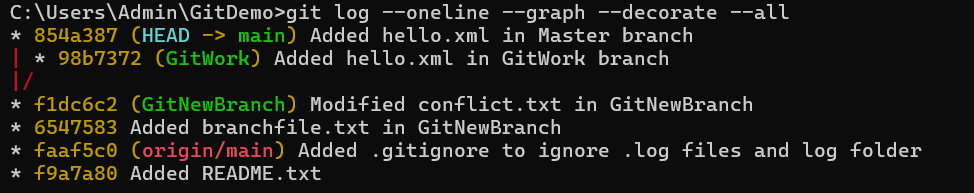 C:\Users\Admin\GitDemo>git log --oneline --graph --decorate --all
* 854a387 (HEAD -> main) Added hello.xml in Master branch
| * 98b7372 (GitWork) Added hello.xml in GitWork branch
|/
* f1dc6c2 (GitNewBranch) Modified conflict.txt in GitNewBranch
* 6547583 Added branchfile.txt in GitNewBranch
* faaf5c0 (origin/main) Added .gitignore to ignore .log files and log folder
* f9a7a80 Added README.txt